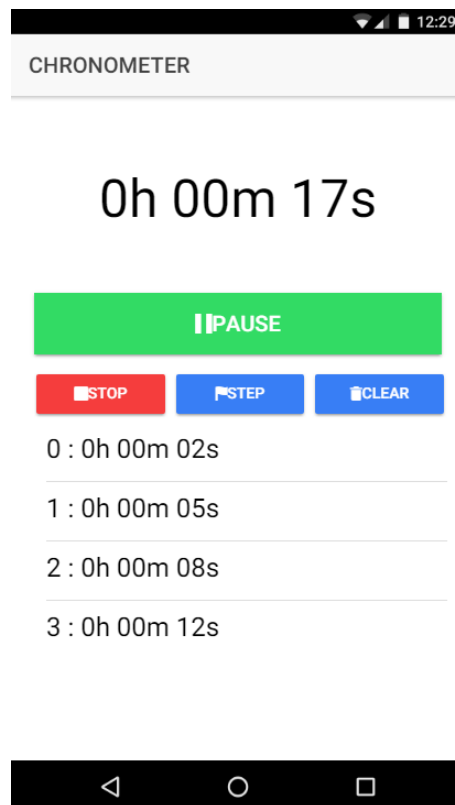 12:29
CHRONOMETER
0h 00m 17s
PAUSE
STOP STEP CLEAR
0 : 0h 00m 02s
1 : 0h 00m 05s
2 : 0h 00m 08s
3 : 0h 00m 12s